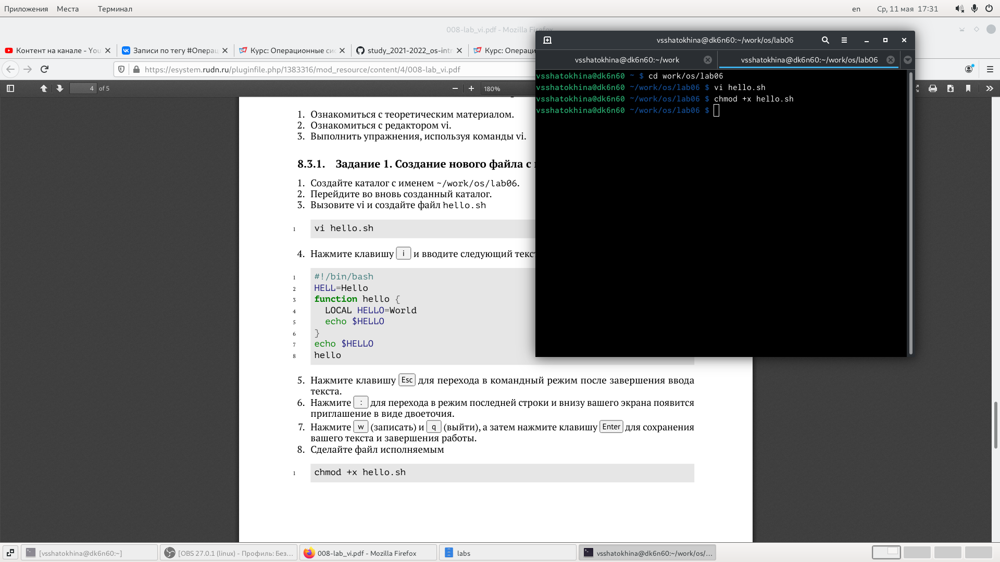 Приложения Места Терминал
en Ср, 11 мая 17:31
008-lab_vi.pdf - Mozilla Firefox
Контент на канале - You
Записи по тегу #Операц
Курс: Операционные сис
study_2021-2022_os-intr
Курс: Операци
https://esystem.rudn.ru/pluginfile.php/1383316/mod_resource/content/4/008-lab_vi.pdf
4 of 5
180%
1. Ознакомиться с теоретическим материалом.
2. Ознакомиться с редактором vi.
3. Выполнить упражнения, используя команды vi.
8.3.1. Задание 1. Создание нового файла с
1. Создайте каталог с именем ~/work/os/lab06.
2. Перейдите во вновь созданный каталог.
3. Вызовите vi и создайте файл hello.sh
1 vi hello.sh
4. Нажмите клавишу i и вводите следующий текст
1 #!/bin/bash
2 HELL=Hello
3 function hello {
4 LOCAL HELLO=World
5 echo $HELLO
6 }
7 echo $HELLO
8 hello
5. Нажмите клавишу Esc для перехода в командный режим после завершения ввода
текста.
6. Нажмите : для перехода в режим последней строки и внизу вашего экрана появится
приглашение в виде двоеточия.
7. Нажмите w (записать) и q (выйти), а затем нажмите клавишу Enter для сохранения
вашего текста и завершения работы.
8. Сделайте файл исполняемым
1 chmod +x hello.sh
vsshatokhina@dk6n60:~/work/os/lab06
vsshatokhina@dk6n60:~/work
vsshatokhina@dk6n60:~/work/os/lab06
vsshatokhina@dk6n60 ~ $ cd work/os/lab06
vsshatokhina@dk6n60 ~/work/os/lab06 $ vi hello.sh
vsshatokhina@dk6n60 ~/work/os/lab06 $ chmod +x hello.sh
vsshatokhina@dk6n60 ~/work/os/lab06 $
[vsshatokhina@dk6n60:~]
[OBS 27.0.1 (linux) - Профиль: Без...
008-lab_vi.pdf - Mozilla Firefox
labs
vsshatokhina@dk6n60:~/work/os/...